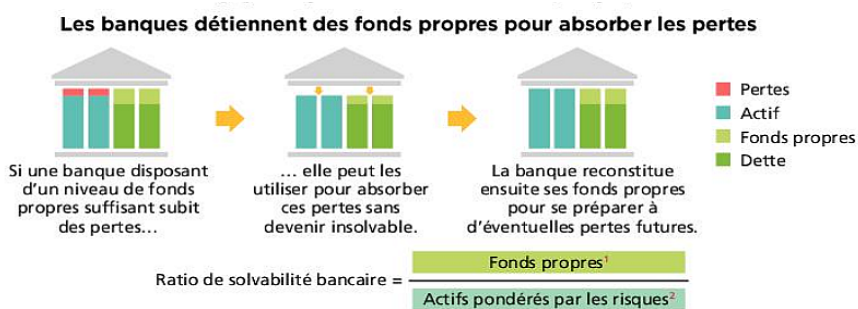 Les banques détiennent des fonds propres pour absorber les pertes
Si une banque disposant
d'un niveau de fonds
propres suffisant subit
des pertes…
… elle peut les
utiliser pour absorber
ces pertes sans
devenir insolvable.
La banque reconstitue
ensuite ses fonds propres
pour se préparer à
d'éventuelles pertes futures.
Pertes
Actif
Fonds propres
Dette
Ratio de solvabilité bancaire =
Fonds propres¹
Actifs pondérés par les risques²